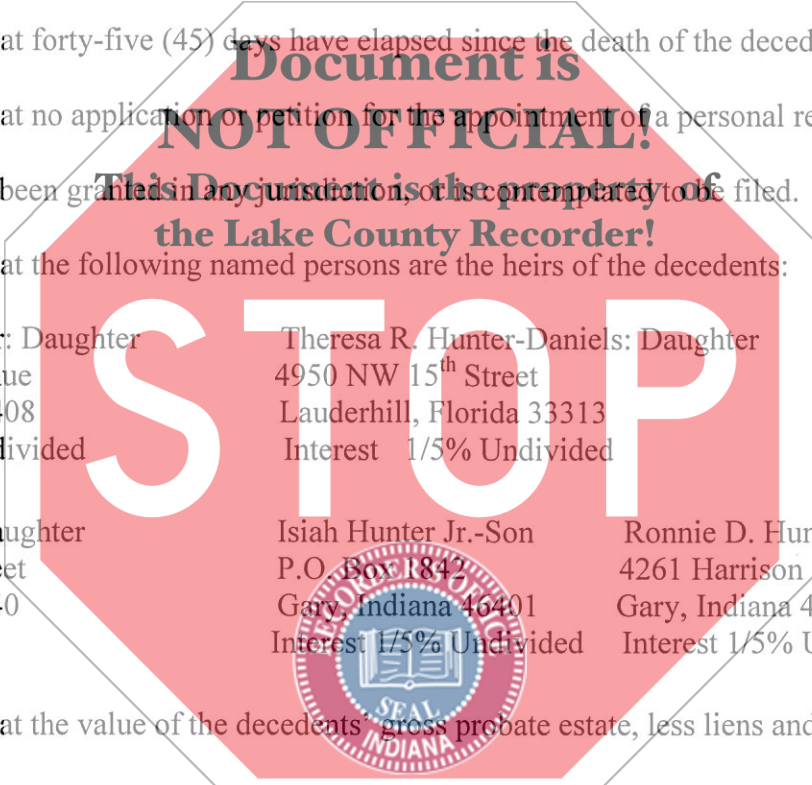 at forty-five (45) days have elapsed since the death of the deced
Document is
at no application or petition for the appointment of a personal re
NOT OFFICIAL!
been granted in any jurisdiction, or is contemplated to be filed.
This Document is the property of
the Lake County Recorder!
at the following named persons are the heirs of the decedents:
STOP
r: Daughter Theresa R. Hunter-Daniels: Daughter
ue 4950 NW 15th Street
08 Lauderhill, Florida 33313
divided Interest 1/5% Undivided
aughter Isiah Hunter Jr.-Son Ronnie D. Hun
et P.O. Box 1842 4261 Harrison
0 Gary, Indiana 46401 Gary, Indiana 4
Interest 1/5% Undivided Interest 1/5% U
SEAL
INDIANA
at the value of the decedents' gross probate estate, less liens and